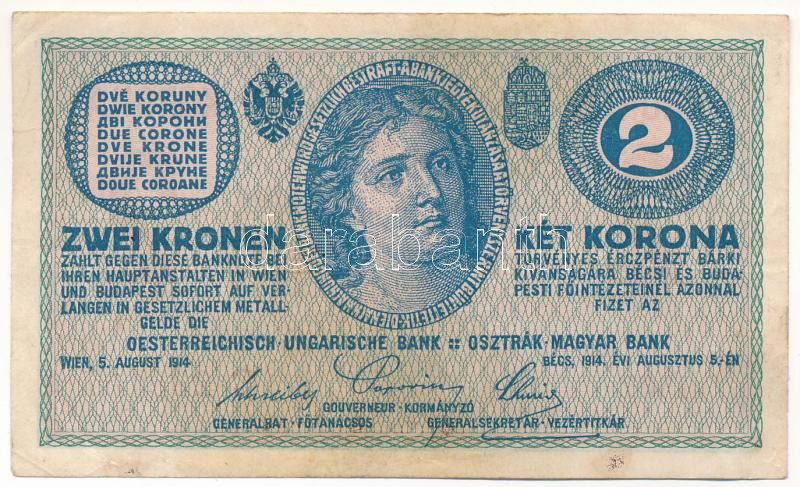 DVĚ KORUNY
DWIE KORONY
ДВІ КОРОНИ
DUE CORONE
DVE KRONE
DVIJE KRUNE
ДВИЈЕ КРУНЕ
DOUE COROANE
2
ZWEI KRONEN
ZAHLT GEGEN DIESE BANKNOTE BEI
IHREN HAUPTANSTALTEN IN WIEN
UND BUDAPEST SOFORT AUF VER-
LANGEN IN GESETZLICHEM METALL-
GELDE DIE
KÉT KORONA
TÖRVÉNYES ÉRCZPÉNZT BÁRKI
KIVÁNSÁGÁRA BÉCSI ÉS BUDA-
PESTI FŐINTÉZETEINÉL AZONNAL
FIZET AZ
OESTERREICHISCH-UNGARISCHE BANK :: OSZTRÁK-MAGYAR BANK
WIEN, 5. AUGUST 1914
BÉCS, 1914. ÉVI AUGUSZTUS 5.-ÉN
GOUVERNEUR·KORMÁNYZÓ
GENERALRAT·FŐTANÁCSOS
GENERALSEKRETÄR·VEZÉRTITKÁR
darabanth